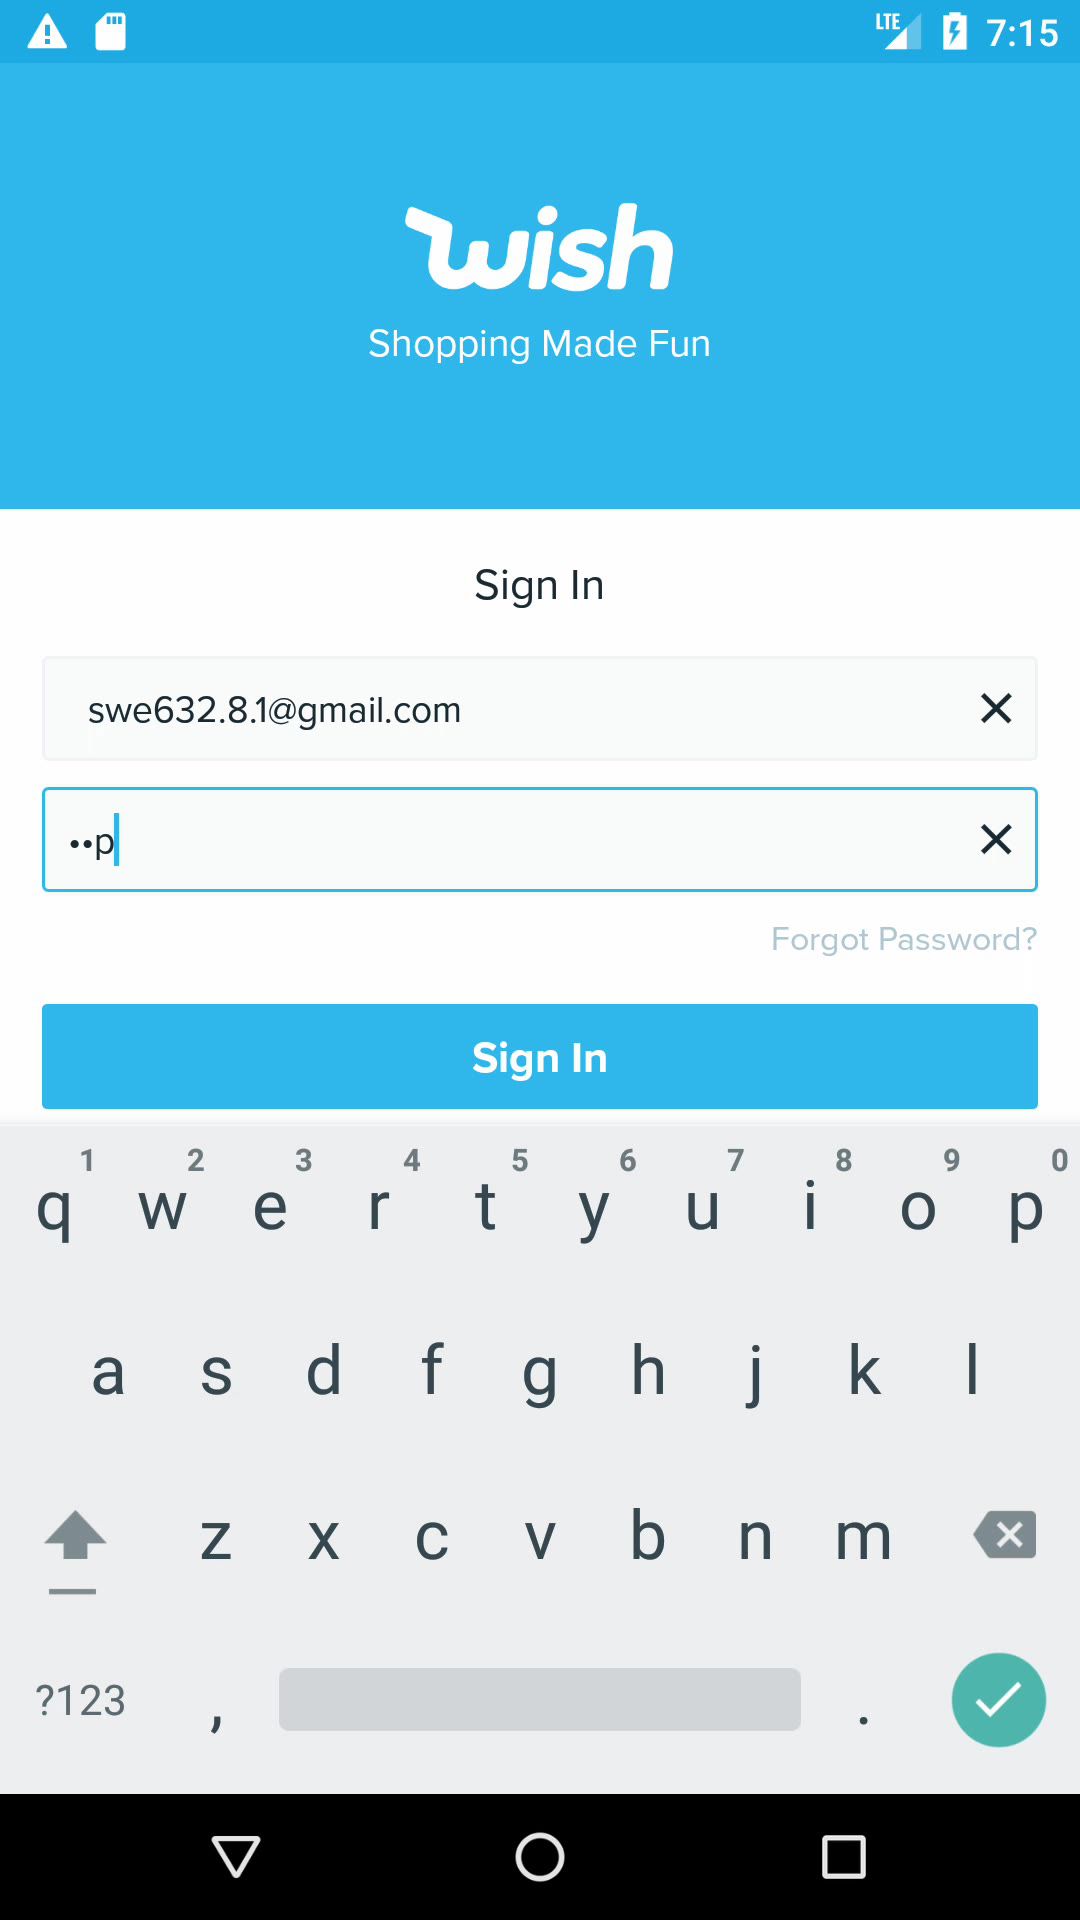 LTE 7:15
wish
Shopping Made Fun
Sign In
swe632.8.1@gmail.com
••p
Forgot Password?
Sign In
1 2 3 4 5 6 7 8 9 0
q w e r t y u i o p
a s d f g h j k l
z x c v b n m
?123 , .